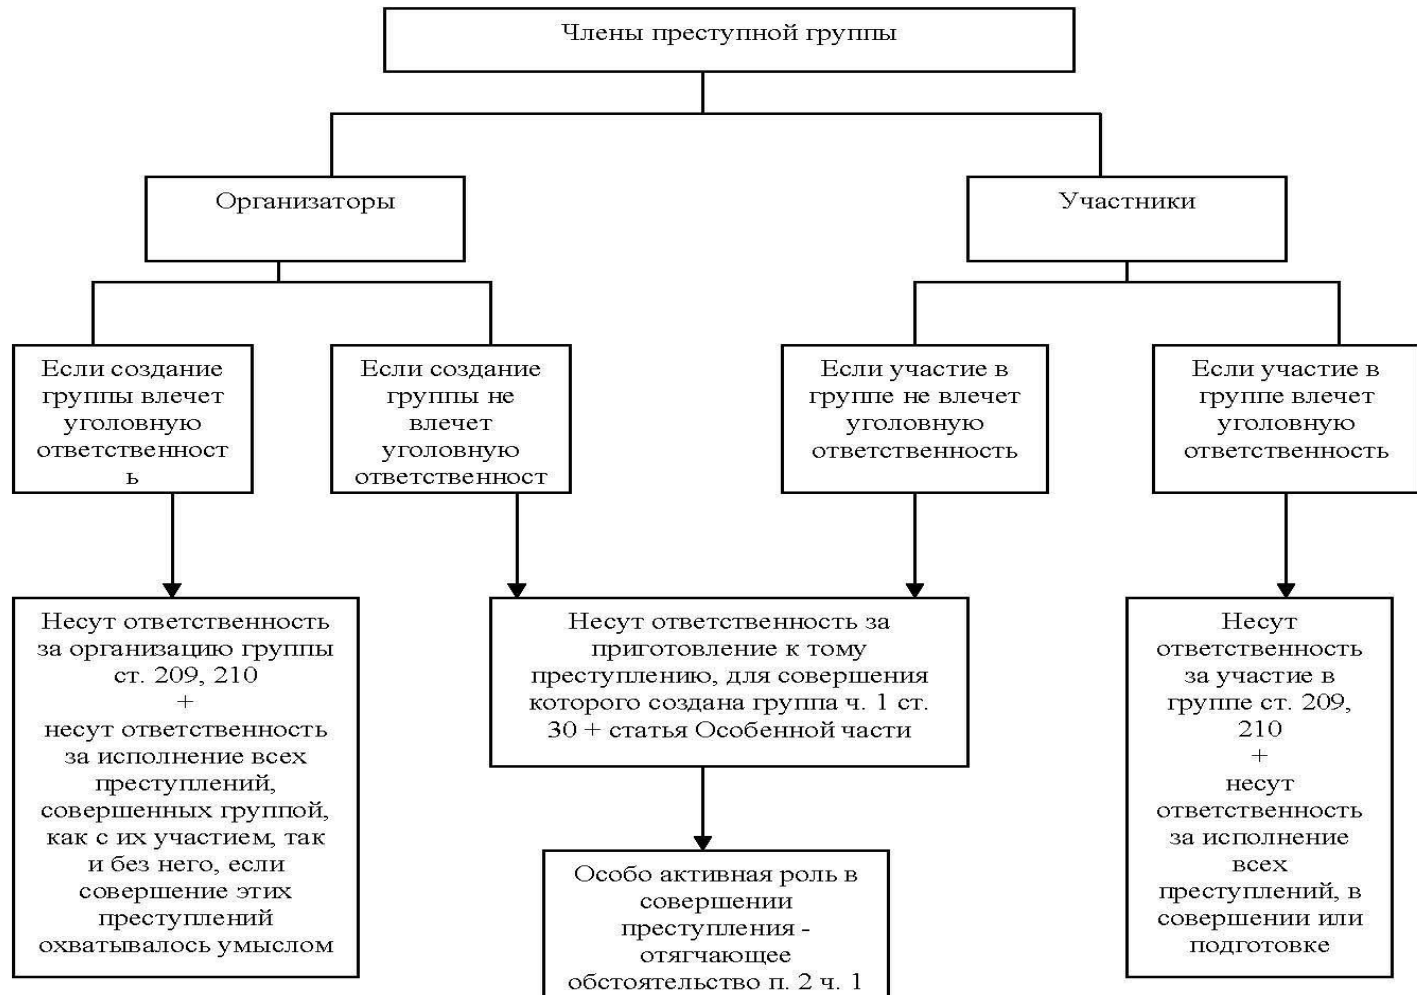 Члены преступной группы
Организаторы
Участники
Если создание
группы влечет
уголовную
ответственност
ь
Если создание
группы не
влечет
уголовную
ответственност
Если участие в
группе не влечет
уголовную
ответственность
Если участие в
группе влечет
уголовную
ответственность
Несут ответственность
за организацию группы
ст. 209, 210
+
несут ответственность
за исполнение всех
преступлений,
совершенных группой,
как с их участием, так
и без него, если
совершение этих
преступлений
охватывалось умыслом
Несут ответственность за
приготовление к тому
преступлению, для совершения
которого создана группа ч. 1 ст.
30 + статья Особенной части
Особо активная роль в
совершении
преступления -
отягчающее
обстоятельство п. 2 ч. 1
Несут
ответственность
за участие в
группе ст. 209,
210
+
несут
ответственность
за исполнение
всех
преступлений, в
совершении или
подготовке